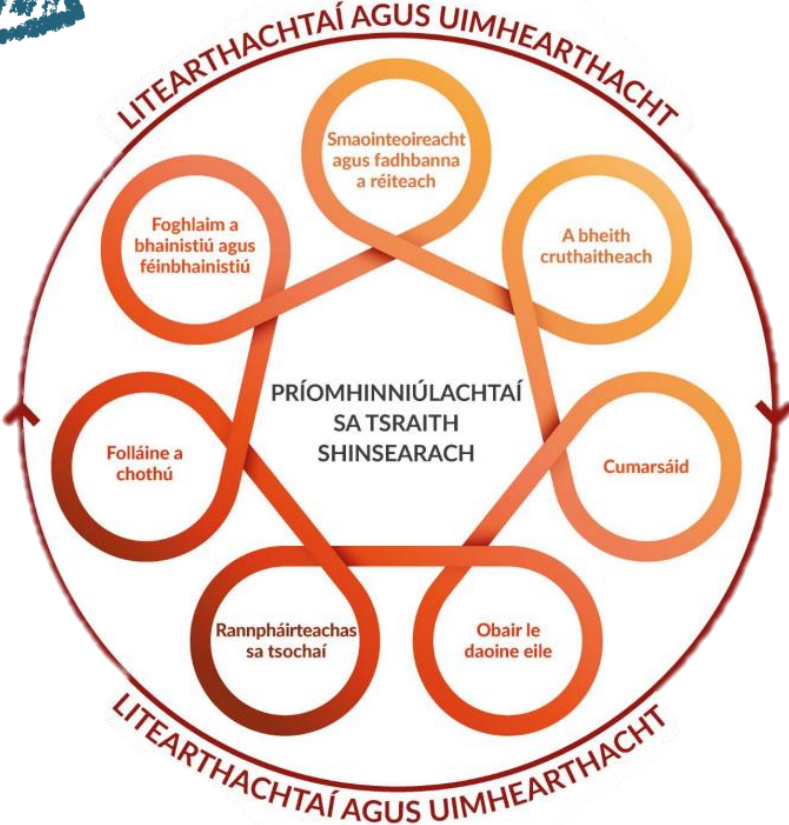 LITEARTHACHTAÍ AGUS UIMHEARTHACHT
Smaointeoireacht
agus fadhbanna
a réiteach
A bheith
cruthaitheach
Cumarsáid
Obair le
daoine eile
Rannpháirteachas
sa tsochaí
Folláine a
chothú
Foghlaim a
bhainistiú agus
féinbhainistiú
PRÍOMHINNIÚLACHTAÍ
SA TSRAITH
SHINSEARACH
LITEARTHACHTAÍ AGUS UIMHEARTHACHT